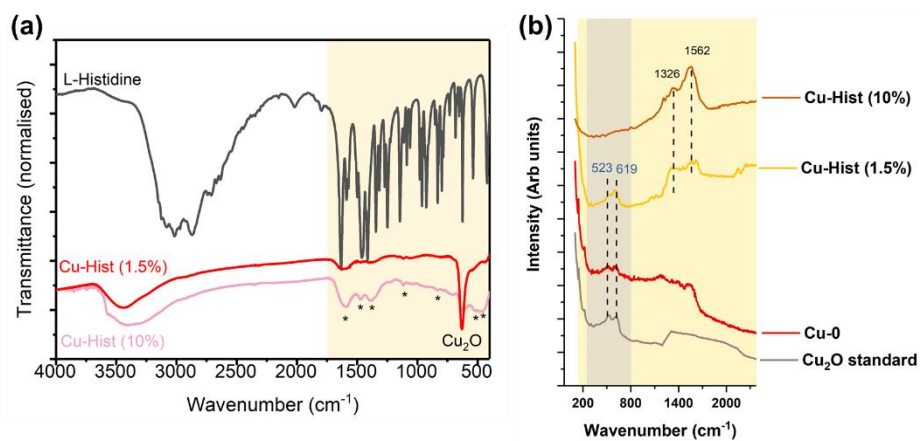 (a)
Transmittance (normalised)
L-Histidine
Cu-Hist (1.5%)
Cu-Hist (10%)
* * * * * * *
Cu₂O
4000 3500 3000 2500 2000 1500 1000 500
Wavenumber (cm⁻¹)
(b)
Intensity (Arb units)
1326 1562
523 619
Cu-Hist (10%)
Cu-Hist (1.5%)
Cu-0
Cu₂O standard
200 800 1400 2000
Wavenumber (cm⁻¹)